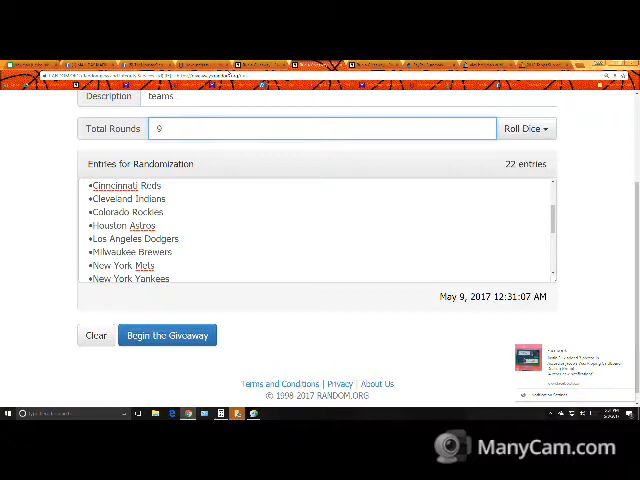 Description teams
Total Rounds 9 Roll Dice
Entries for Randomization 22 entries
•Cinncinnati Reds
•Cleveland Indians
•Colorado Rockies
•Houston Astros
•Los Angeles Dodgers
•Milwaukee Brewers
•New York Mets
•New York Yankees
May 9, 2017 12:31:07 AM
Clear Begin the Giveaway
Terms and Conditions | Privacy | About Us
© 1998-2017 RANDOM.ORG
ManyCam.com